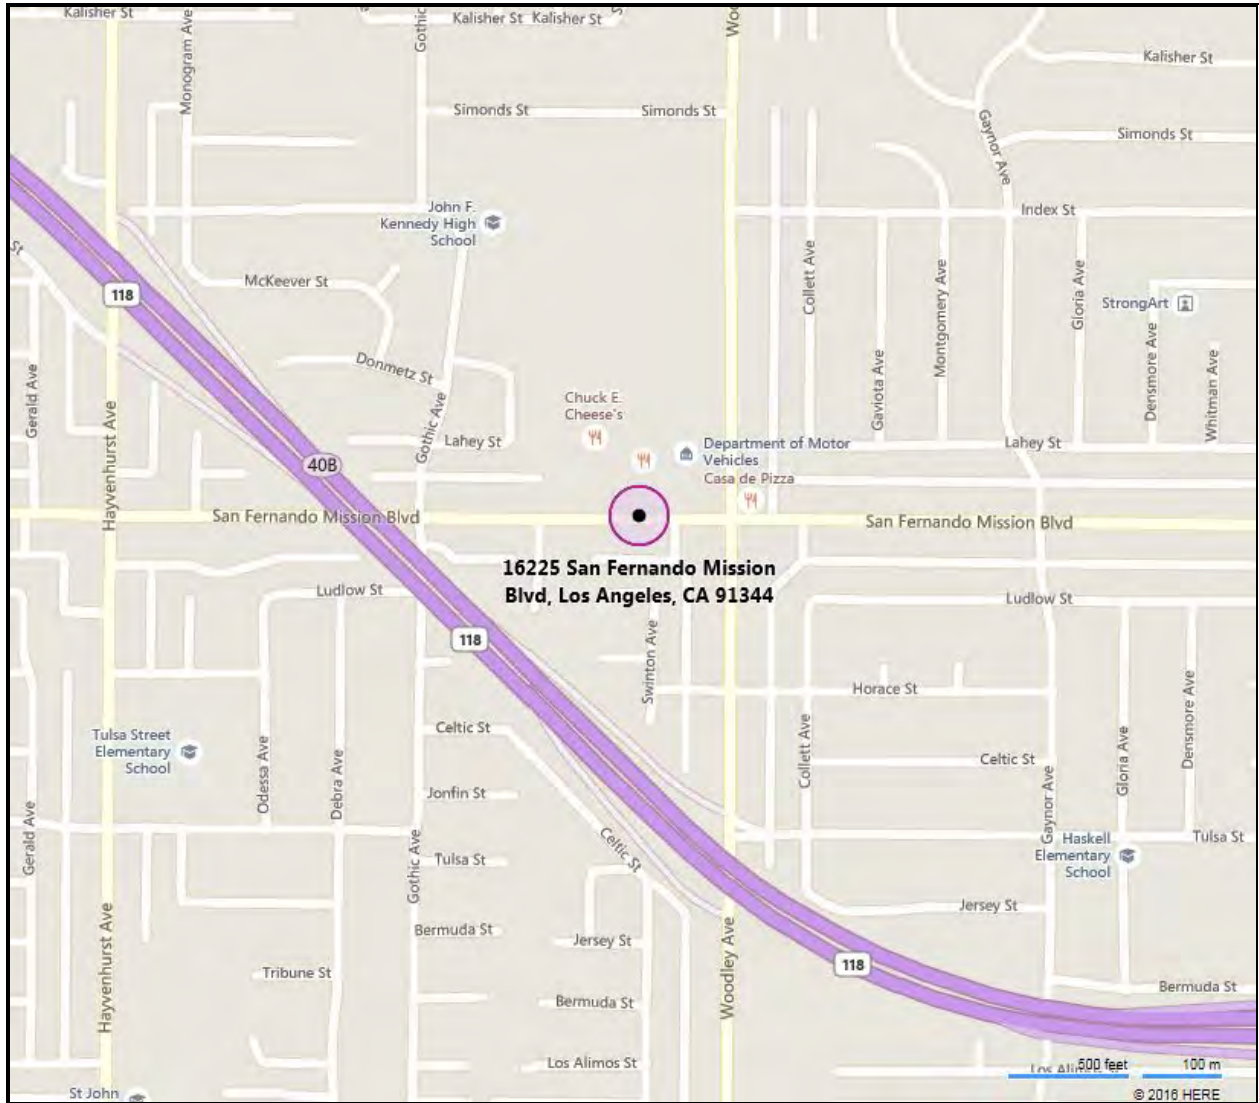 Kalisher St
Monogram Ave
Gothic
Kalisher St
Kalisher St
Kalisher St
Simonds St
Simonds St
Gaynor Ave
Simonds St
John F.
Kennedy High
School
Index St
McKeever St
118
Collett Ave
Montgomery Ave
Gloria Ave
StrongArt
Gerald Ave
Donmetz St
Gaviota Ave
Densmore Ave
Whitman Ave
Hayvenhurst Ave
Gothic Ave
Lahey St
Chuck E.
Cheese's
Department of Motor
Vehicles
Casa de Pizza
Lahey St
40B
San Fernando Mission Blvd
San Fernando Mission Blvd
16225 San Fernando Mission
Blvd, Los Angeles, CA 91344
Ludlow St
Ludlow St
118
Swinton Ave
Horace St
Densmore Ave
Tulsa Street
Elementary
School
Odessa Ave
Debra Ave
Celtic St
Collett Ave
Celtic St
Gloria Ave
Jonfin St
Gaynor Ave
Gerald Ave
Gothic Ave
Tulsa St
Celtic St
Haskell
Elementary
School
Tulsa St
Jersey St
Bermuda St
Jersey St
Hayvenhurst Ave
Woodley Ave
Tribune St
118
Bermuda St
Bermuda St
Los Alimos St
Los Alimos
500 feet
100 m
St John
© 2016 HERE